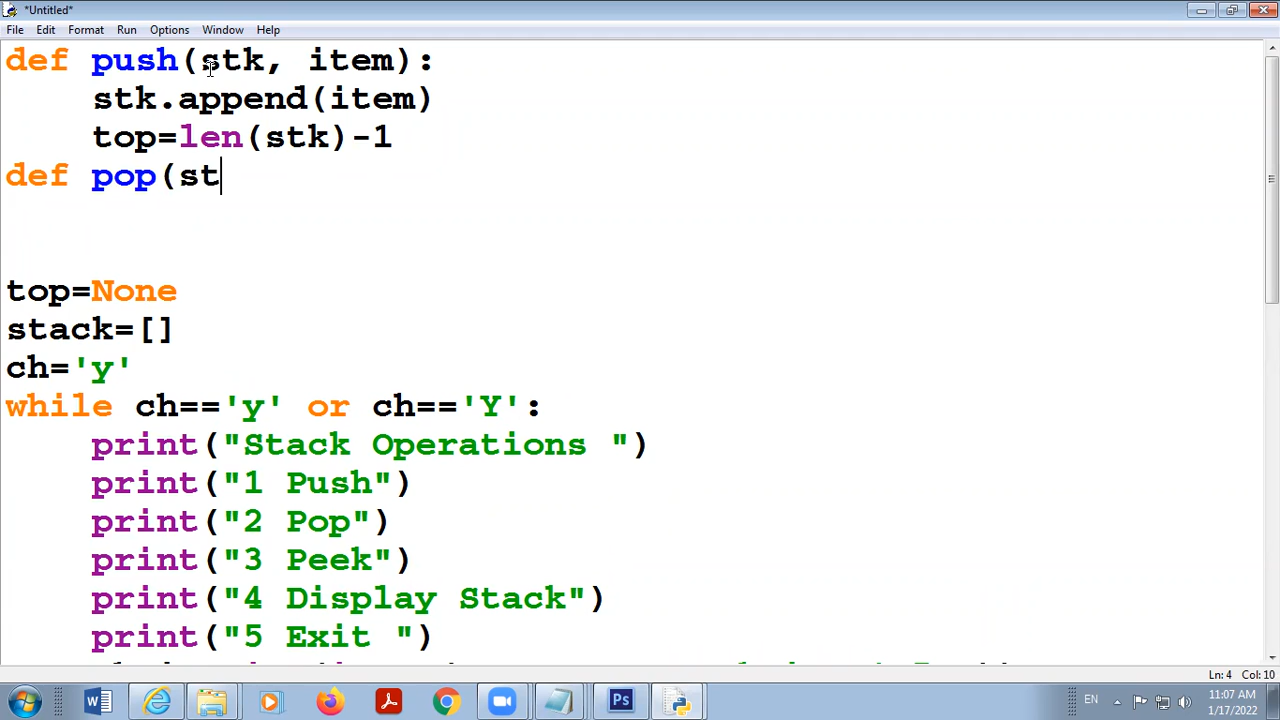 *Untitled*
File Edit Format Run Options Window Help
def push(stk, item):
    stk.append(item)
    top=len(stk)-1
def pop(st
top=None
stack=[]
ch='y'
while ch=='y' or ch=='Y':
    print("Stack Operations ")
    print("1 Push")
    print("2 Pop")
    print("3 Peek")
    print("4 Display Stack")
    print("5 Exit ")
Ln: 4 Col: 10
W Ps EN 11:07 AM
1/17/2022